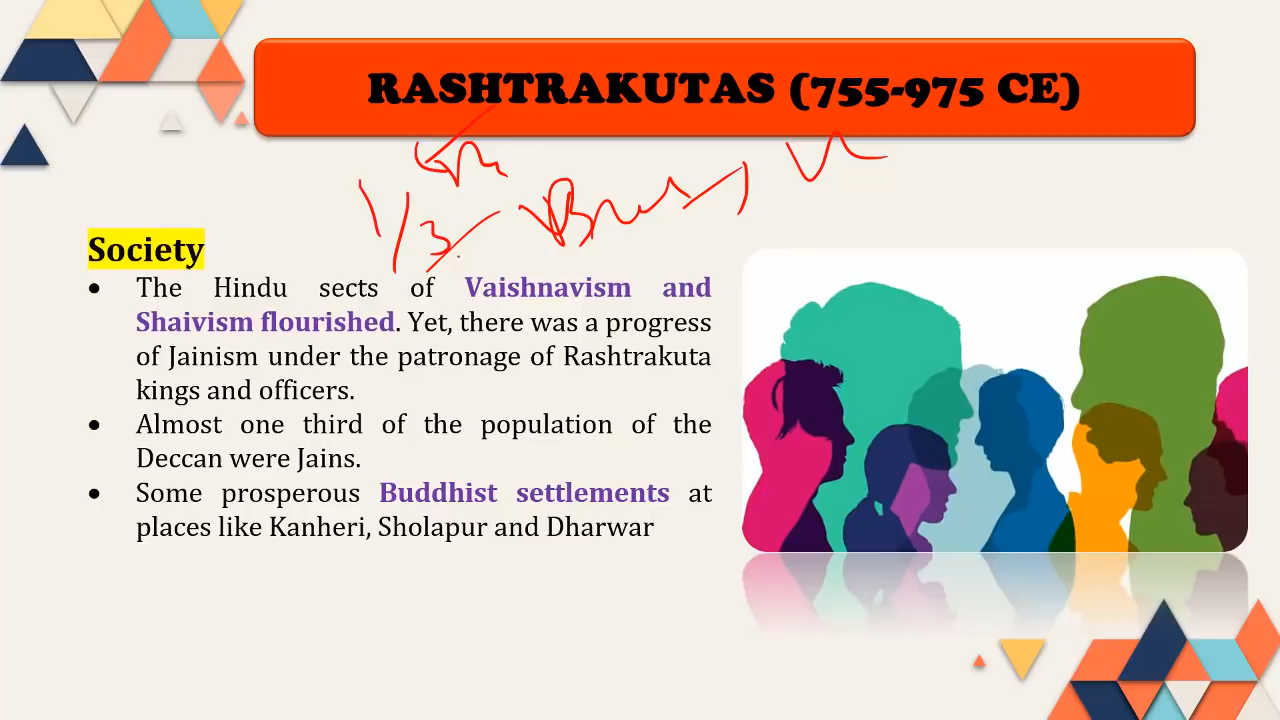 RASHTRAKUTAS (755-975 CE)
1/3
Society
• The Hindu sects of Vaishnavism and
Shaivism flourished. Yet, there was a progress
of Jainism under the patronage of Rashtrakuta
kings and officers.
• Almost one third of the population of the
Deccan were Jains.
• Some prosperous Buddhist settlements at
places like Kanheri, Sholapur and Dharwar